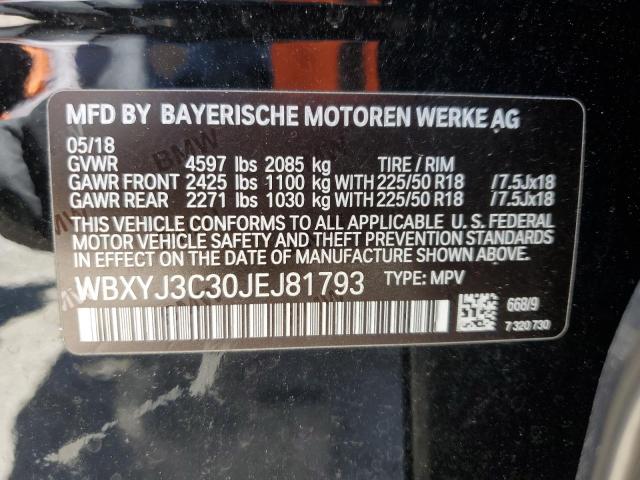 MFD BY BAYERISCHE MOTOREN WERKE AG
05/18
GVWR 4597 lbs 2085 kg TIRE / RIM
GAWR FRONT 2425 lbs 1100 kg WITH 225/50 R18 /7.5Jx18
GAWR REAR 2271 lbs 1030 kg WITH 225/50 R18 /7.5Jx18
THIS VEHICLE CONFORMS TO ALL APPLICABLE U. S. FEDERAL
MOTOR VEHICLE SAFETY AND THEFT PREVENTION STANDARDS
IN EFFECT ON THE DATE OF MANUFACTURE SHOWN ABOVE.
WBXYJ3C30JEJ81793 TYPE: MPV
668/9
7 320 730
BMW
BMW